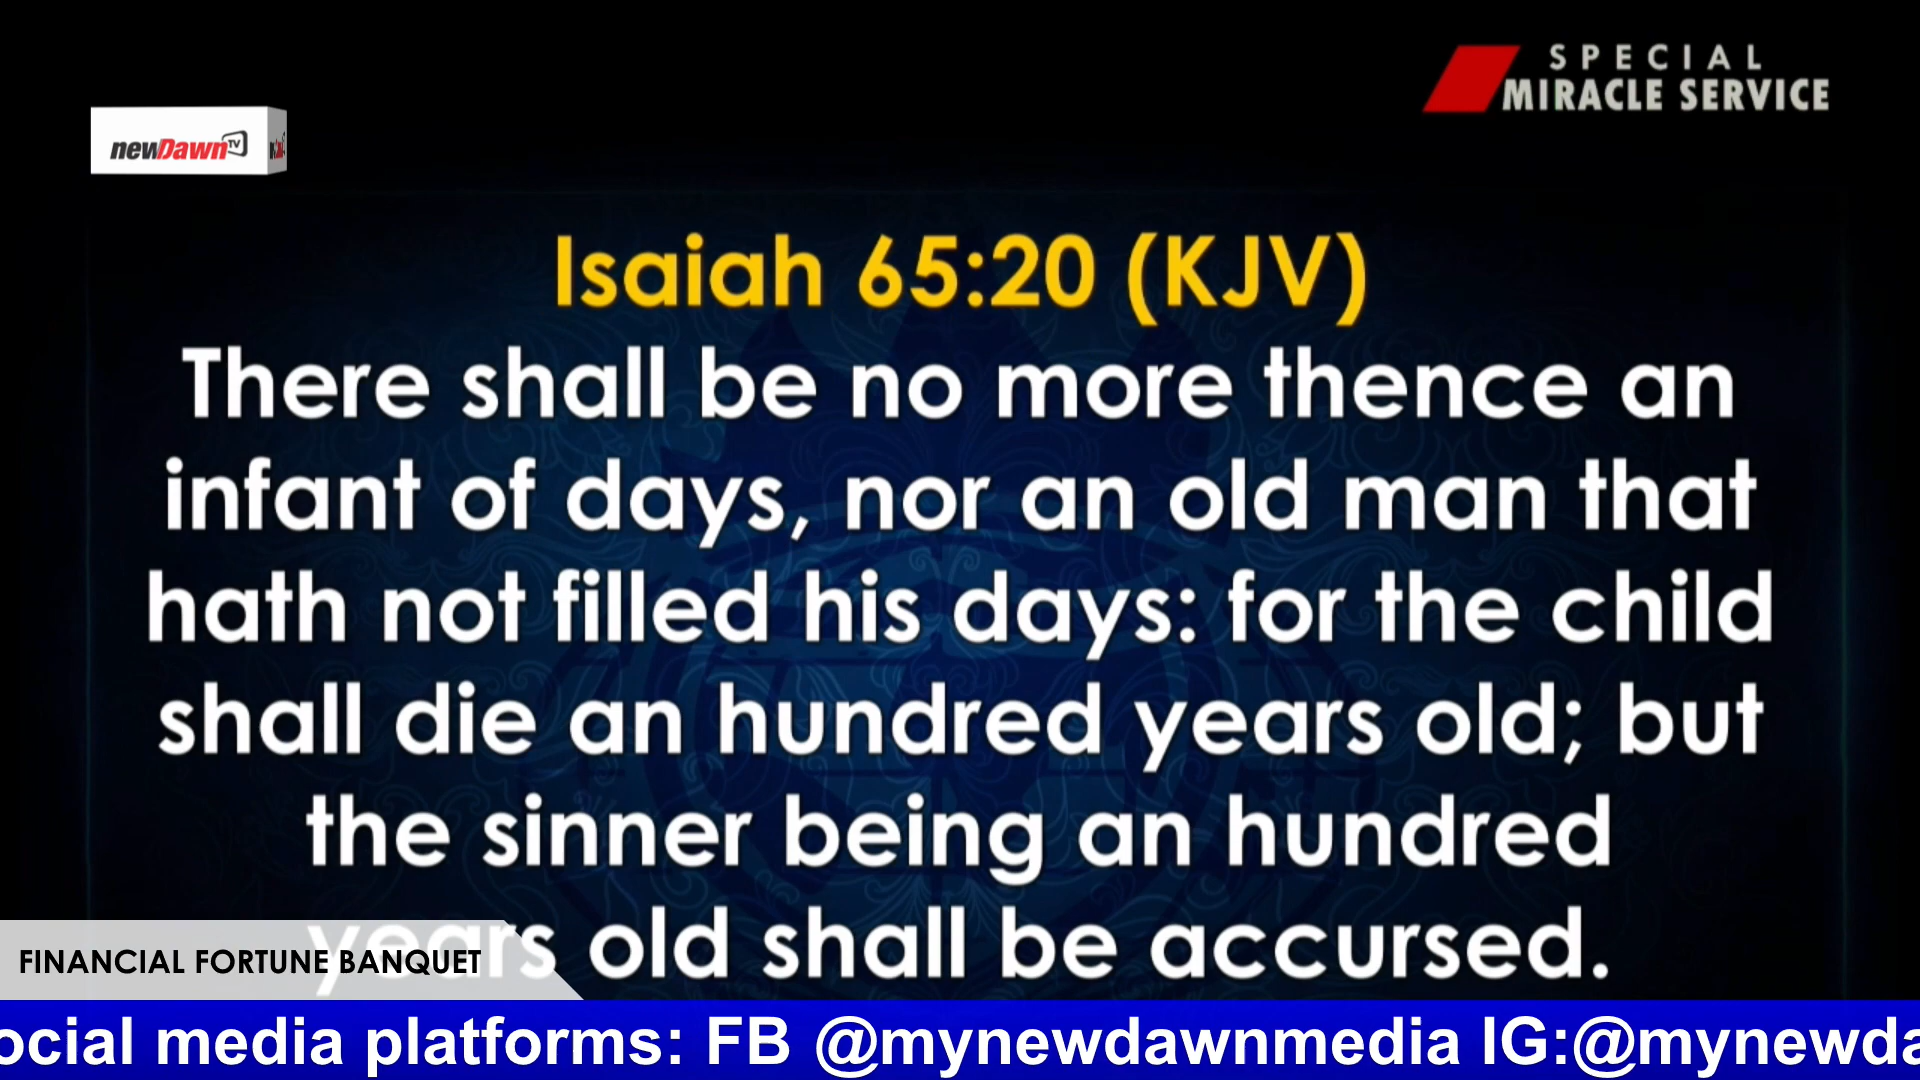 SPECIAL
MIRACLE SERVICE
newDawn TV
Isaiah 65:20 (KJV)
There shall be no more thence an
infant of days, nor an old man that
hath not filled his days: for the child
shall die an hundred years old; but
the sinner being an hundred
years old shall be accursed.
FINANCIAL FORTUNE BANQUET
ocial media platforms: FB @mynewdawnmedia IG:@mynewda